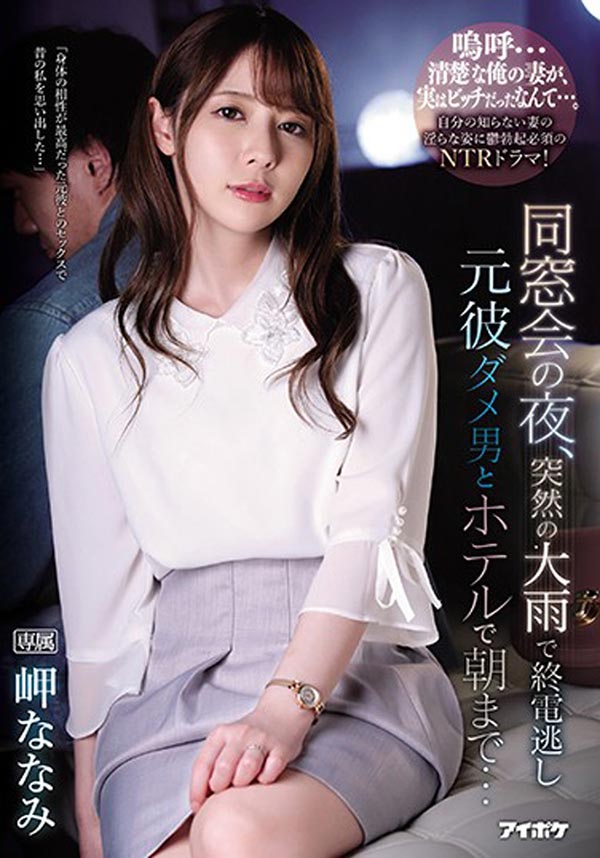 嗚呼・・・
清楚な俺の妻が、
実はビッチだったなんて・・・。
自分の知らない妻の
淫らな姿に鬱勃起必須の
NTRドラマ!
「身体の相性が最高だった元彼とのセックスで
昔の私を思い出した・・・」
同窓会の夜、突然の大雨で終電逃し
元彼ダメ男とホテルで朝まで・・・
専属
岬ななみ
アイポケ